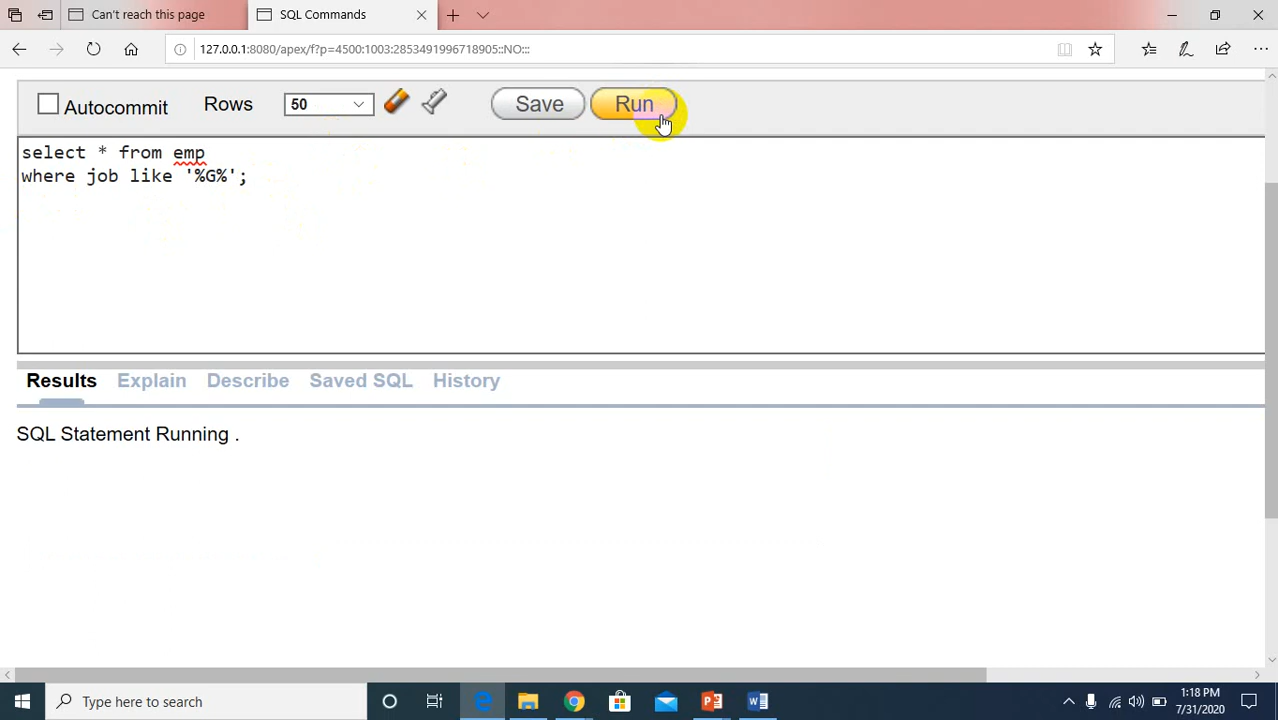 Can't reach this page
SQL Commands
127.0.0.1:8080/apex/f?p=4500:1003:2853491996718905::NO:::
Autocommit
Rows
50
Save
Run
select * from emp
where job like '%G%';
Results
Explain
Describe
Saved SQL
History
SQL Statement Running .
Type here to search
1:18 PM
7/31/2020